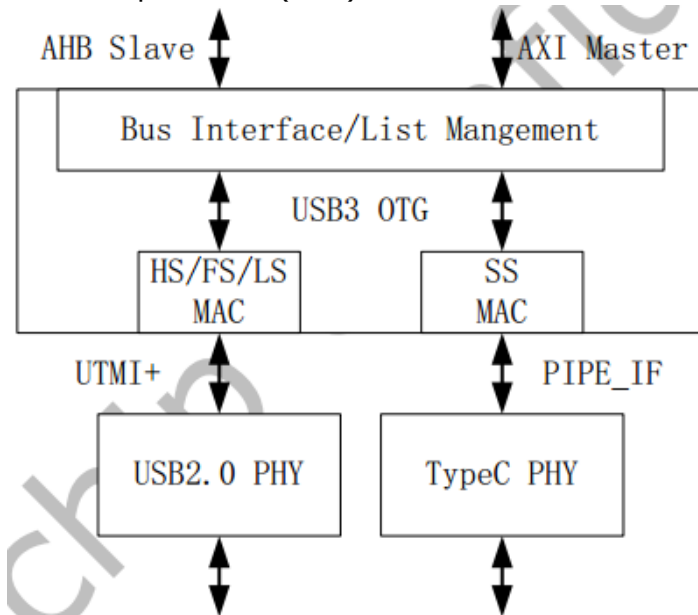 AHB Slave
AXI Master
Bus Interface/List Mangement
USB3 OTG
HS/FS/LS
MAC
SS
MAC
UTMI+
PIPE_IF
USB2.0 PHY
TypeC PHY